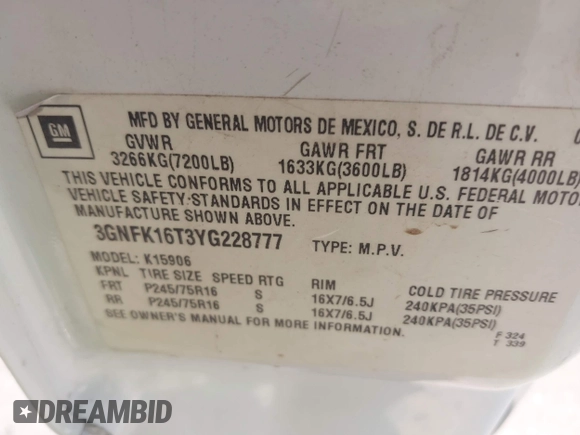 GM
MFD BY GENERAL MOTORS DE MEXICO, S. DE R.L. DE C.V.
GVWR GAWR FRT GAWR RR
3266KG(7200LB) 1633KG(3600LB) 1814KG(4000LB)
THIS VEHICLE CONFORMS TO ALL APPLICABLE U.S. FEDERAL MOTO
VEHICLE SAFETY STANDARDS IN EFFECT ON THE DATE OF
MANUFACTURE SHOWN ABOVE.
3GNFK16T3YG228777 TYPE: M.P.V.
MODEL: K15906
KPNL TIRE SIZE SPEED RTG RIM COLD TIRE PRESSURE
FRT P245/75R16 S 16X7/6.5J 240KPA(35PSI)
RR P245/75R16 S 16X7/6.5J 240KPA(35PSI)
SEE OWNER'S MANUAL FOR MORE INFORMATION.
F 324
T 339
DREAMBID